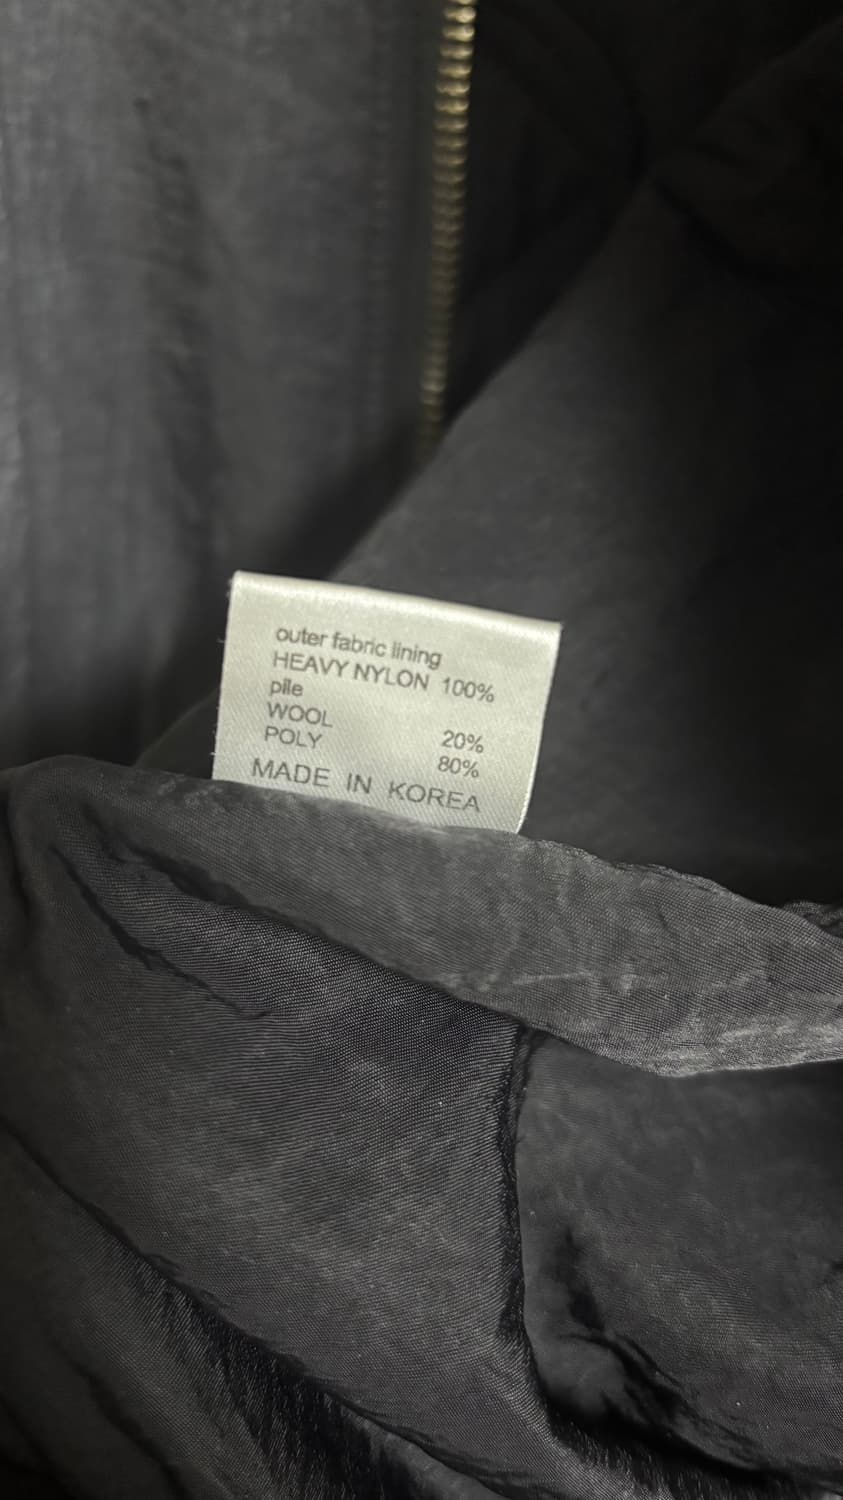 outer fabric lining
HEAVY NYLON 100%
pile
WOOL 20%
POLY 80%
MADE IN KOREA